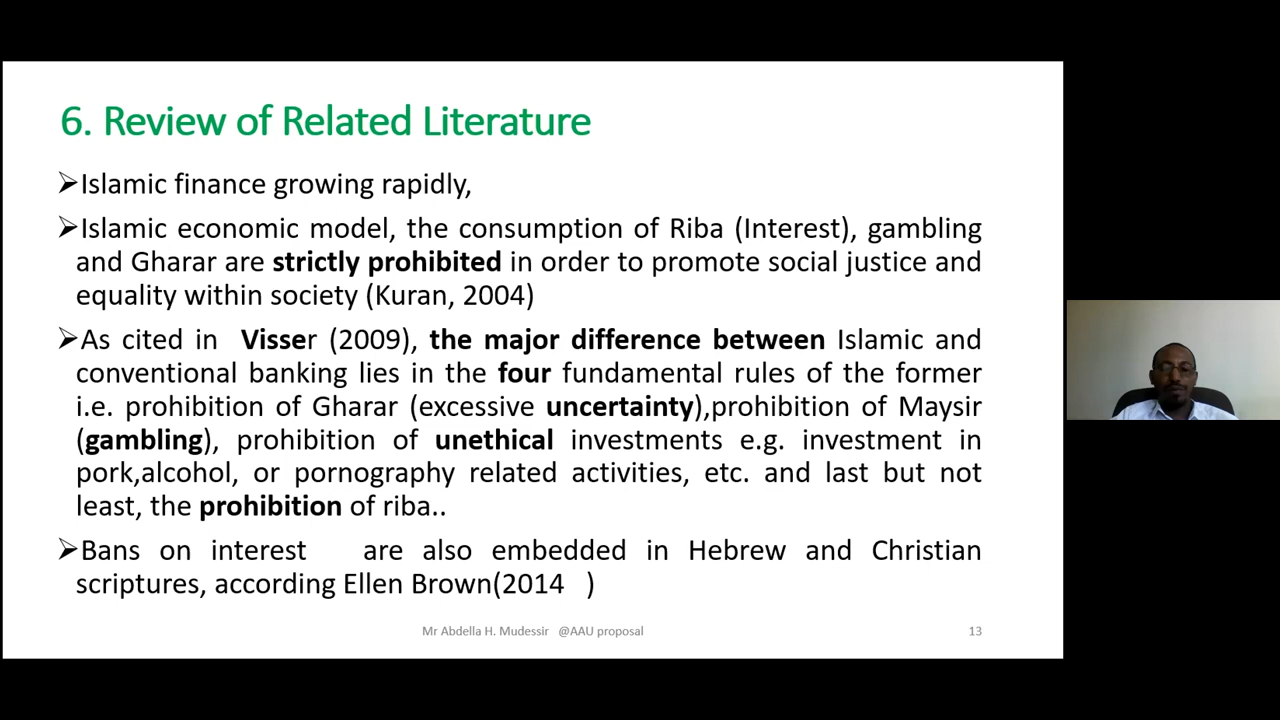 6. Review of Related Literature
➢Islamic finance growing rapidly,
➢Islamic economic model, the consumption of Riba (Interest), gambling
and Gharar are strictly prohibited in order to promote social justice and
equality within society (Kuran, 2004)
➢As cited in Visser (2009), the major difference between Islamic and
conventional banking lies in the four fundamental rules of the former
i.e. prohibition of Gharar (excessive uncertainty),prohibition of Maysir
(gambling), prohibition of unethical investments e.g. investment in
pork,alcohol, or pornography related activities, etc. and last but not
least, the prohibition of riba..
➢Bans on interest are also embedded in Hebrew and Christian
scriptures, according Ellen Brown(2014 )
Mr Abdella H. Mudessir @AAU proposal 13